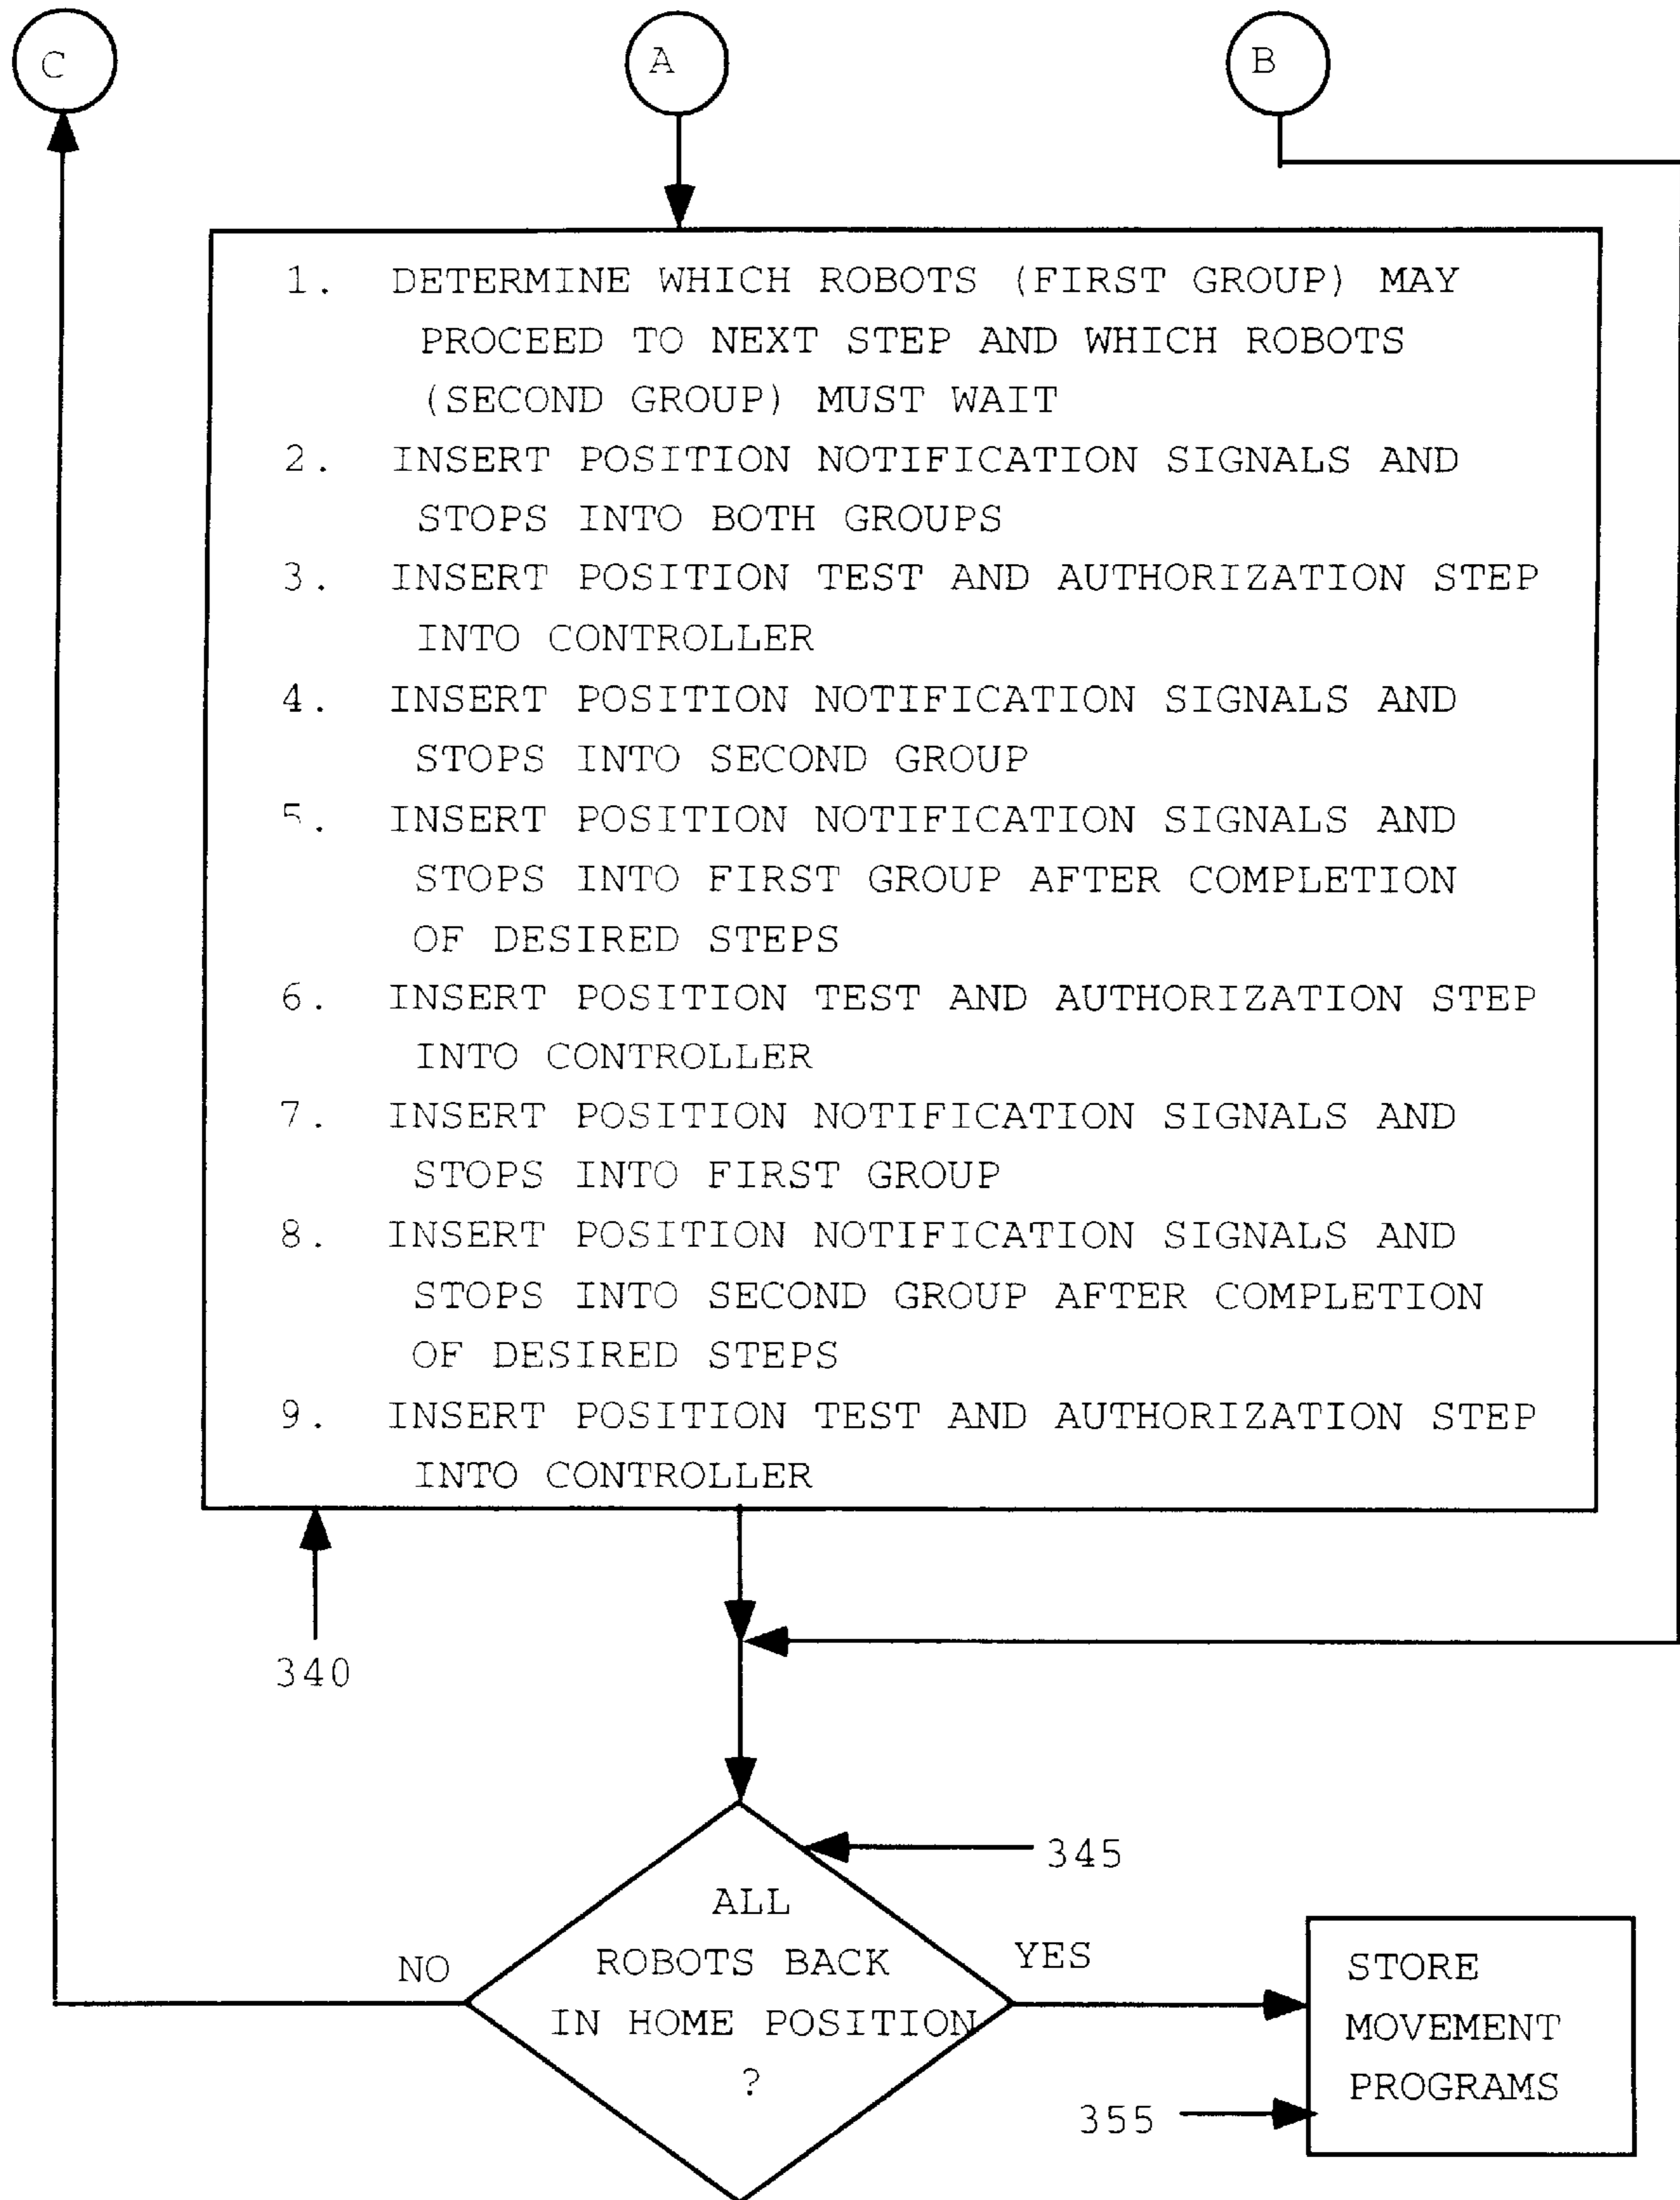 C
A
B
1. DETERMINE WHICH ROBOTS (FIRST GROUP) MAY
PROCEED TO NEXT STEP AND WHICH ROBOTS
(SECOND GROUP) MUST WAIT
2. INSERT POSITION NOTIFICATION SIGNALS AND
STOPS INTO BOTH GROUPS
3. INSERT POSITION TEST AND AUTHORIZATION STEP
INTO CONTROLLER
4. INSERT POSITION NOTIFICATION SIGNALS AND
STOPS INTO SECOND GROUP
5. INSERT POSITION NOTIFICATION SIGNALS AND
STOPS INTO FIRST GROUP AFTER COMPLETION
OF DESIRED STEPS
6. INSERT POSITION TEST AND AUTHORIZATION STEP
INTO CONTROLLER
7. INSERT POSITION NOTIFICATION SIGNALS AND
STOPS INTO FIRST GROUP
8. INSERT POSITION NOTIFICATION SIGNALS AND
STOPS INTO SECOND GROUP AFTER COMPLETION
OF DESIRED STEPS
9. INSERT POSITION TEST AND AUTHORIZATION STEP
INTO CONTROLLER
340
345
ALL
ROBOTS BACK
IN HOME POSITION
?
NO
YES
STORE
MOVEMENT
PROGRAMS
355